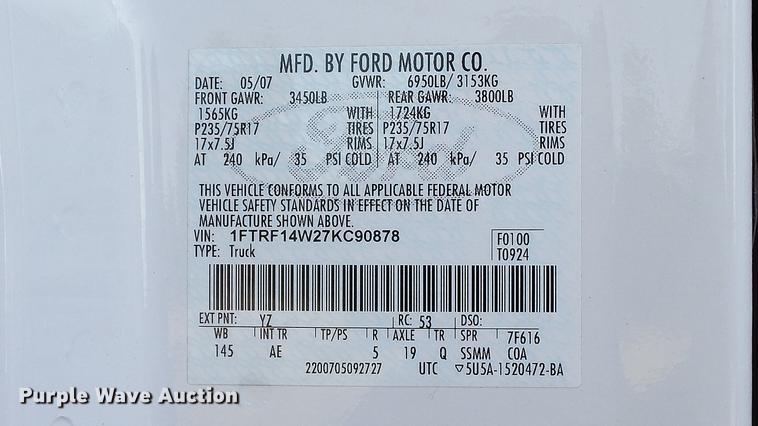 MFD. BY FORD MOTOR CO.
DATE: 05/07 GVWR: 6950LB/ 3153KG
FRONT GAWR: 3450LB REAR GAWR: 3800LB
1565KG WITH 1724KG WITH
P235/75R17 TIRES P235/75R17 TIRES
17x7.5J RIMS 17x7.5J RIMS
AT 240 kPa/ 35 PSI COLD AT 240 kPa/ 35 PSI COLD
Ford
THIS VEHICLE CONFORMS TO ALL APPLICABLE FEDERAL MOTOR
VEHICLE SAFETY STANDARDS IN EFFECT ON THE DATE OF
MANUFACTURE SHOWN ABOVE.
VIN: 1FTRF14W27KC90878 F0100
TYPE: Truck T0924
EXT PNT: YZ RC: 53 DSO:
WB INT TR TP/PS R AXLE TR SPR 7F616
145 AE 5 19 Q SSMM COA
2200705092727 UTC ▽5U5A-1520472-BA
Purple Wave Auction